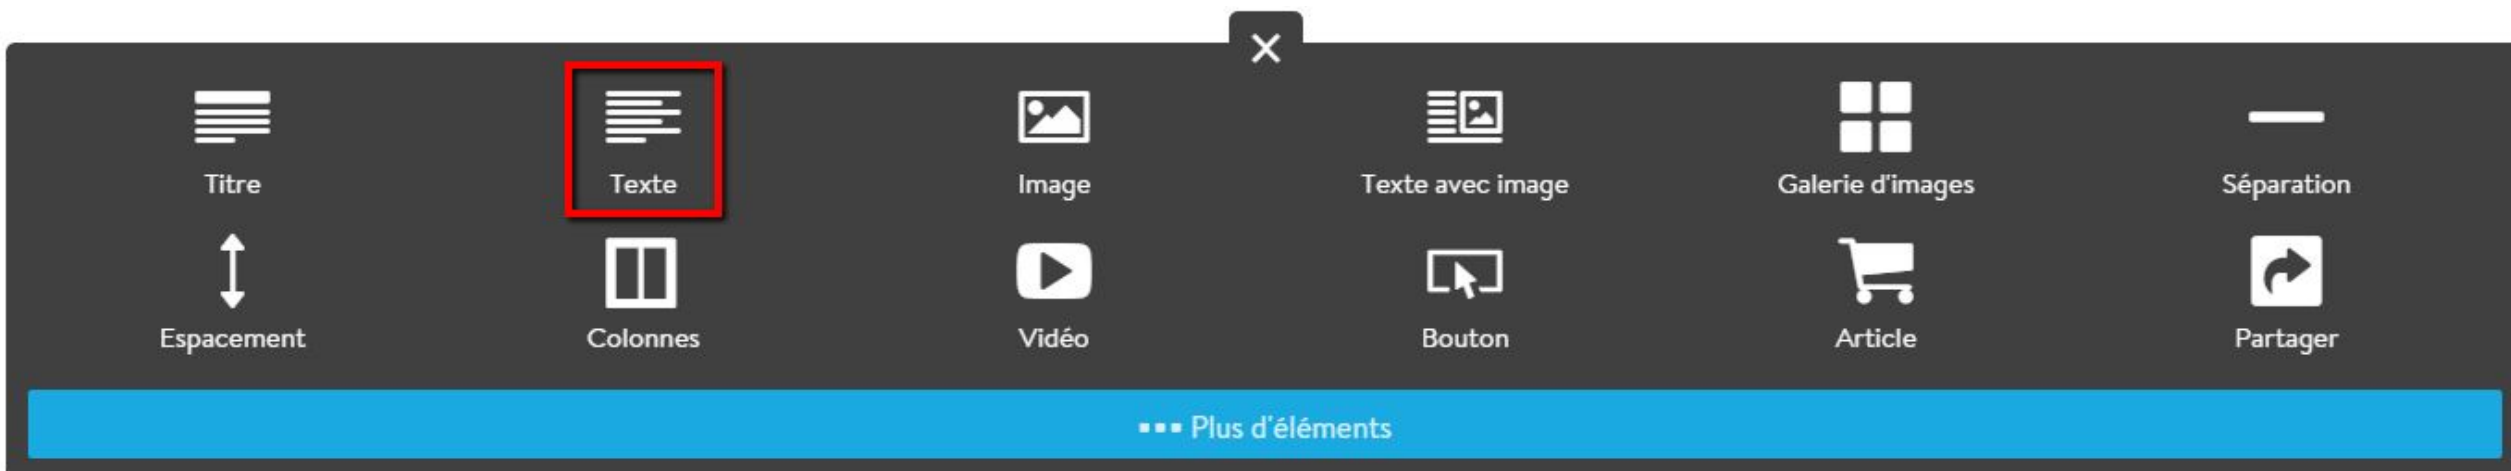 Titre
Texte
Image
Texte avec image
Galerie d'images
Séparation
Espacement
Colonnes
Vidéo
Bouton
Article
Partager
Plus d'éléments